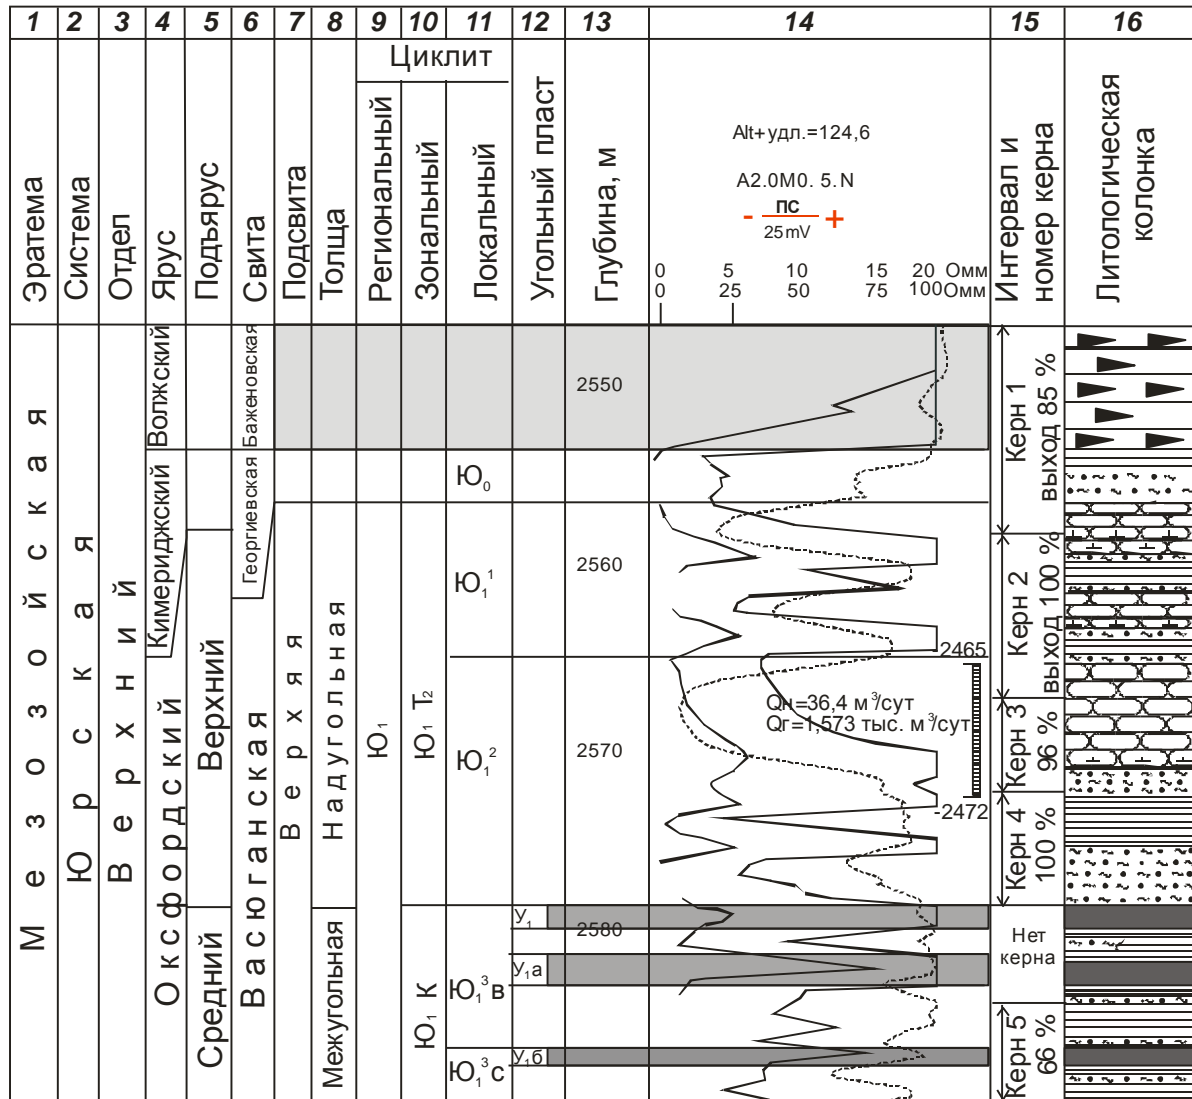 1 2 3 4 5 6 7 8 9 10 11 12 13 14 15 16
Эратема
Система
Отдел
Ярус
Подъярус
Свита
Подсвита
Толща
Циклит
Региональный
Зональный
Локальный
Угольный пласт
Глубина, м
Alt+удл.=124,6
A2.0M0. 5. N
- ПС +
25mV
0 5 10 15 20 Омм
0 25 50 75 100 Омм
Интервал и
номер керна
Литологическая
колонка
Мезозойская
Юрская
Верхний
Волжский
Кимериджский
Оксфордский
Верхний
Средний
Баженовская
Георгиевская
Васюганская
Верхняя
Надугольная
Межугольная
Ю₁
Ю₁ Т₂
Ю₁ К
Ю₀
Ю₁¹
Ю₁²
Ю₁³в
Ю₁³с
У₁
У₁а
У₁б
2550
2560
2570
2580
-2465
Qн=36,4 м³/сут
Qг=1,573 тыс. м³/сут
-2472
Керн 1
выход 85 %
Керн 2
выход 100 %
Керн 3
96 %
Керн 4
100 %
Нет
керна
Керн 5
66 %